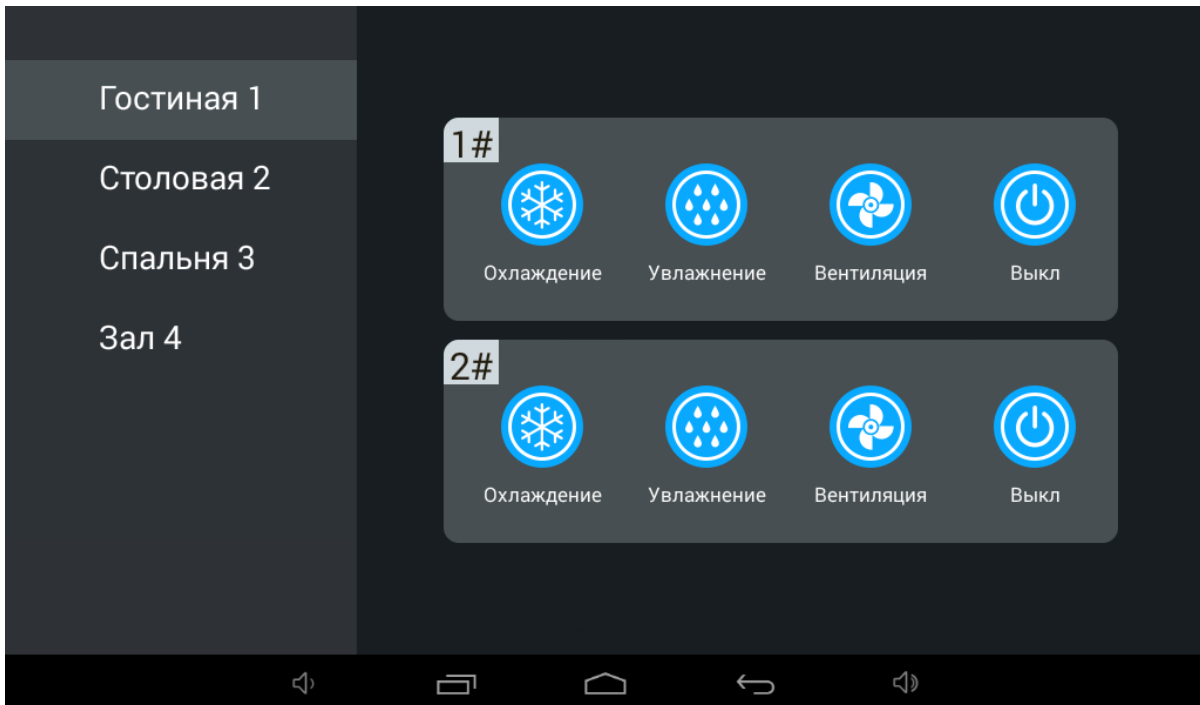 Гостиная 1
Столовая 2
Спальня 3
Зал 4
1#
Охлаждение Увлажнение Вентиляция Выкл
2#
Охлаждение Увлажнение Вентиляция Выкл